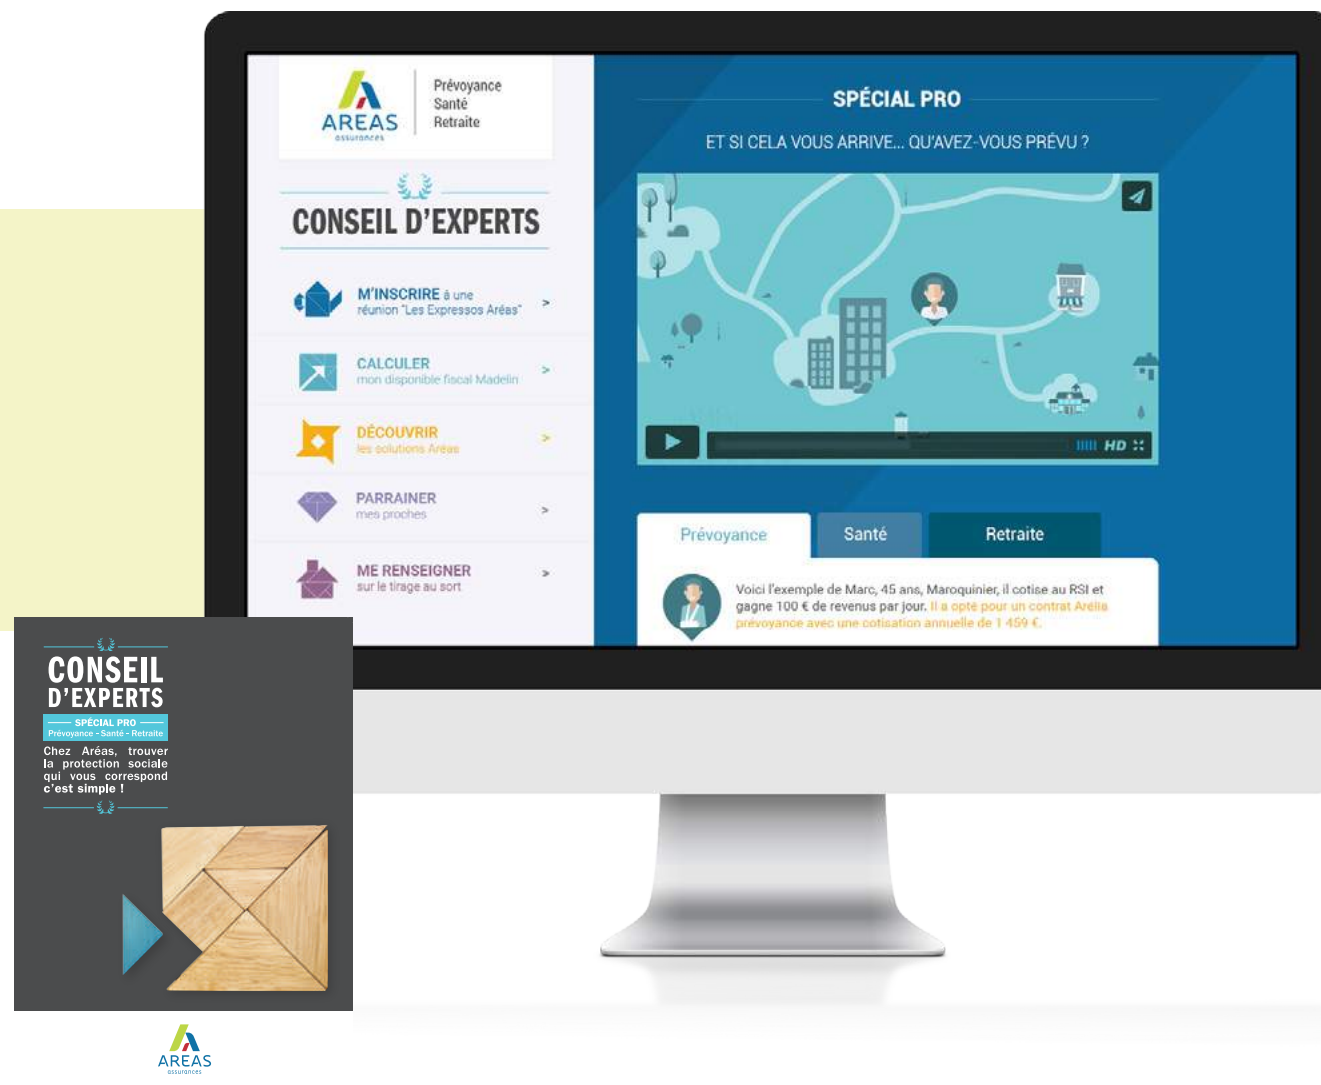 AREAS
assurances
Prévoyance
Santé
Retraite
CONSEIL D'EXPERTS
M'INSCRIRE à une
réunion "Les Expressos Aréas"
>
CALCULER
mon disponible fiscal Madelin
>
DÉCOUVRIR
les solutions Aréas
>
PARRAINER
mes proches
>
ME RENSEIGNER
sur le tirage au sort
>
SPÉCIAL PRO
ET SI CELA VOUS ARRIVE... QU'AVEZ-VOUS PRÉVU ?
HD
Prévoyance
Santé
Retraite
Voici l'exemple de Marc, 45 ans, Maroquinier, il cotise au RSI et
gagne 100 € de revenus par jour. Il a opté pour un contrat Arélia
prévoyance avec une cotisation annuelle de 1 459 €.
CONSEIL
D'EXPERTS
SPÉCIAL PRO
Prévoyance - Santé - Retraite
Chez Aréas, trouver
la protection sociale
qui vous correspond
c'est simple !
AREAS
assurances